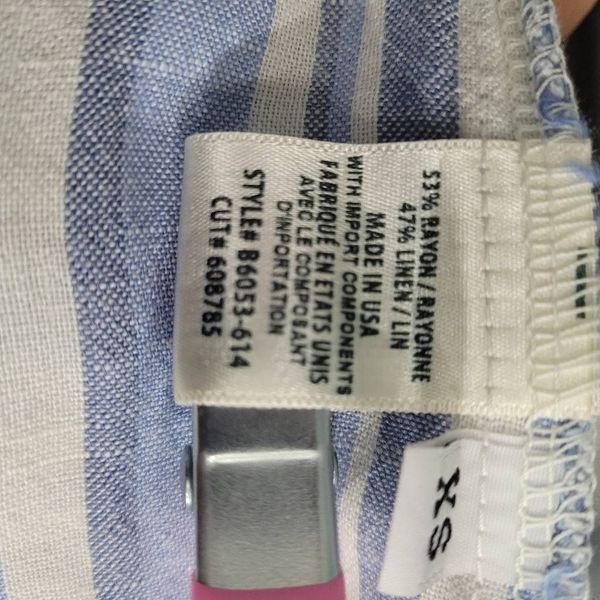 53% RAYON / RAYONNE
47% LINEN / LIN
MADE IN USA
WITH IMPORT COMPONENTS
FABRIQUÉ EN ETATS UNIS
AVEC LE COMPOSANT
D'INPORTATION
STYLE# B6053-614
CUT# 608785
XS